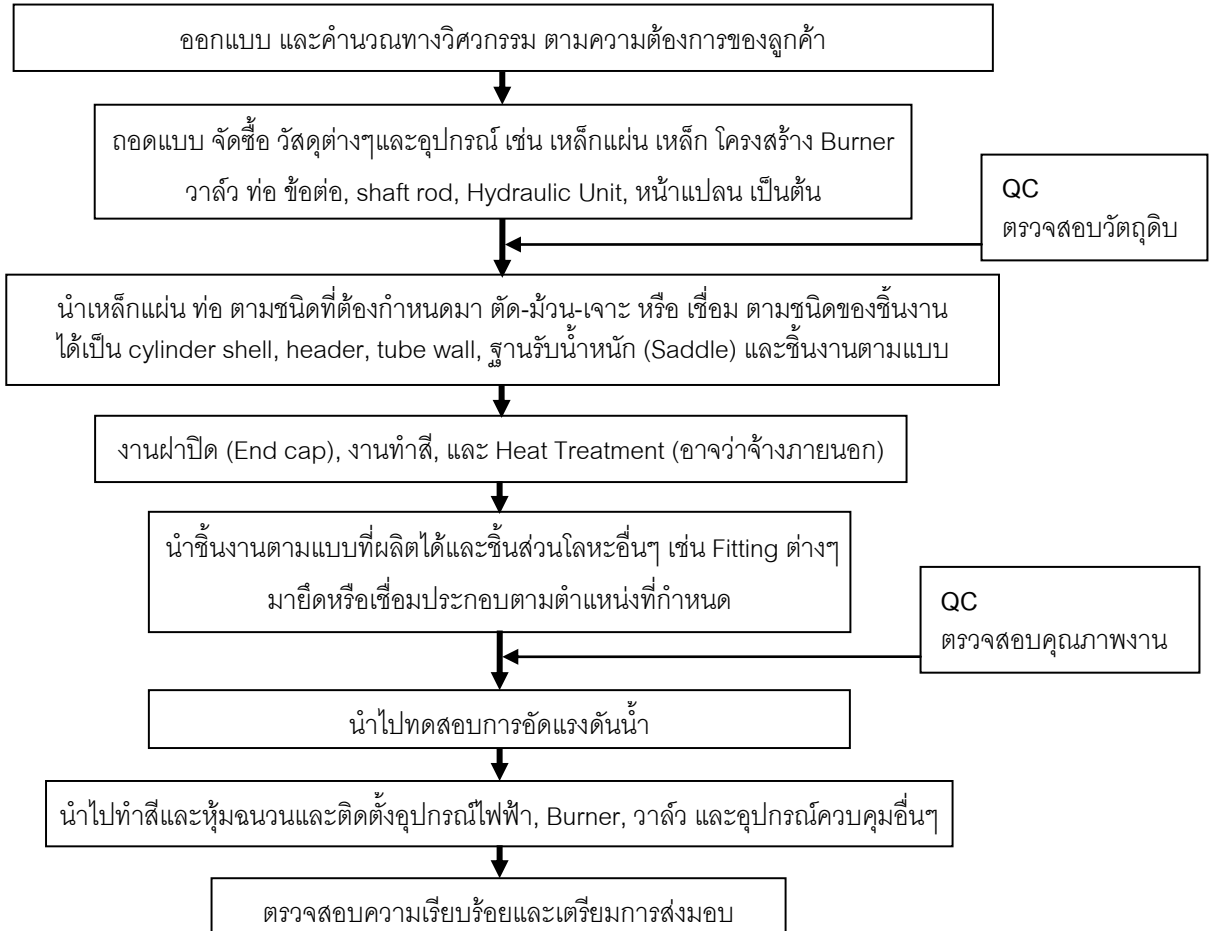 ออกแบบ และคำนวณทางวิศวกรรม ตามความต้องการของลูกค้า
ถอดแบบ จัดซื้อ วัสดุต่างๆและอุปกรณ์ เช่น เหล็กแผ่น เหล็ก โครงสร้าง Burner
วาล์ว ท่อ ข้อต่อ, shaft rod, Hydraulic Unit, หน้าแปลน เป็นต้น
QC
ตรวจสอบวัตถุดิบ
นำเหล็กแผ่น ท่อ ตามชนิดที่ต้องกำหนดมา ตัด-ม้วน-เจาะ หรือ เชื่อม ตามชนิดของชิ้นงาน
ได้เป็น cylinder shell, header, tube wall, ฐานรับน้ำหนัก (Saddle) และชิ้นงานตามแบบ
งานฝาปิด (End cap), งานทำสี, และ Heat Treatment (อาจว่าจ้างภายนอก)
นำชิ้นงานตามแบบที่ผลิตได้และชิ้นส่วนโลหะอื่นๆ เช่น Fitting ต่างๆ
มายึดหรือเชื่อมประกอบตามตำแหน่งที่กำหนด
QC
ตรวจสอบคุณภาพงาน
นำไปทดสอบการอัดแรงดันน้ำ
นำไปทำสีและหุ้มฉนวนและติดตั้งอุปกรณ์ไฟฟ้า, Burner, วาล์ว และอุปกรณ์ควบคุมอื่นๆ
ตรวจสอบความเรียบร้อยและเตรียมการส่งมอบ